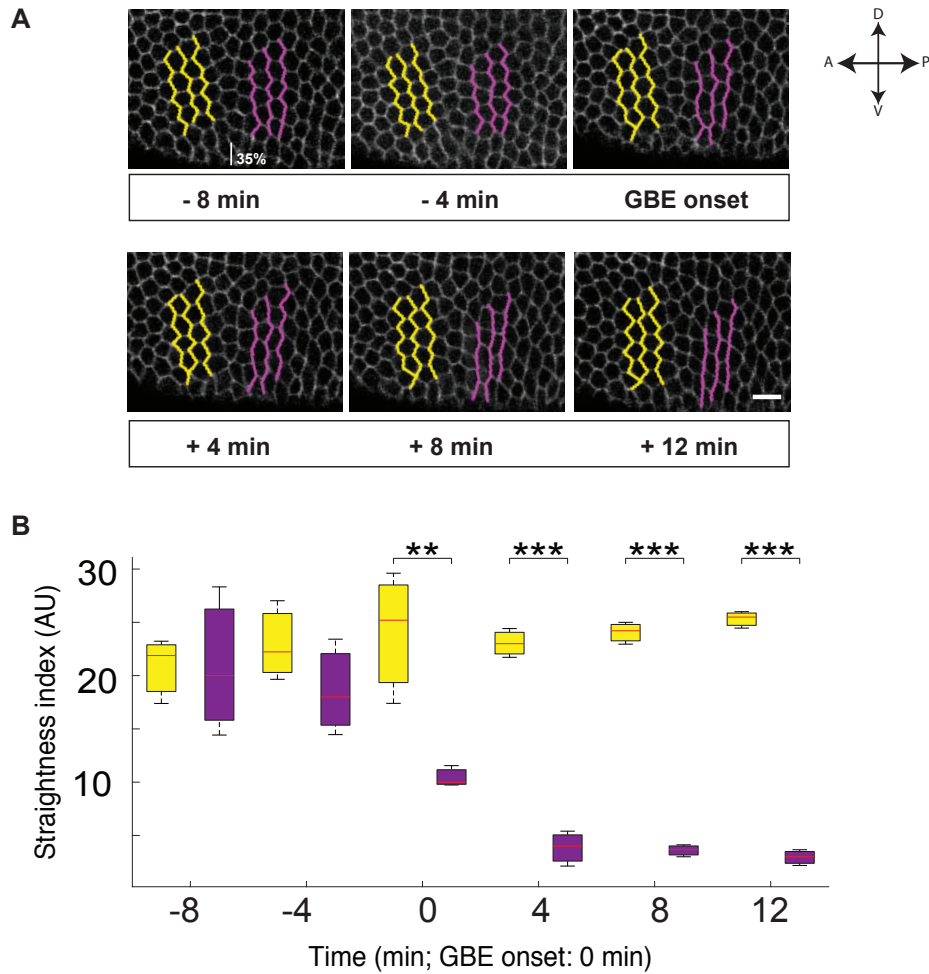 A
D
A P
V
35%
- 8 min - 4 min GBE onset
+ 4 min + 8 min + 12 min
B
** *** *** ***
30
20
10
Straightness index (AU)
-8 -4 0 4 8 12
Time (min; GBE onset: 0 min)